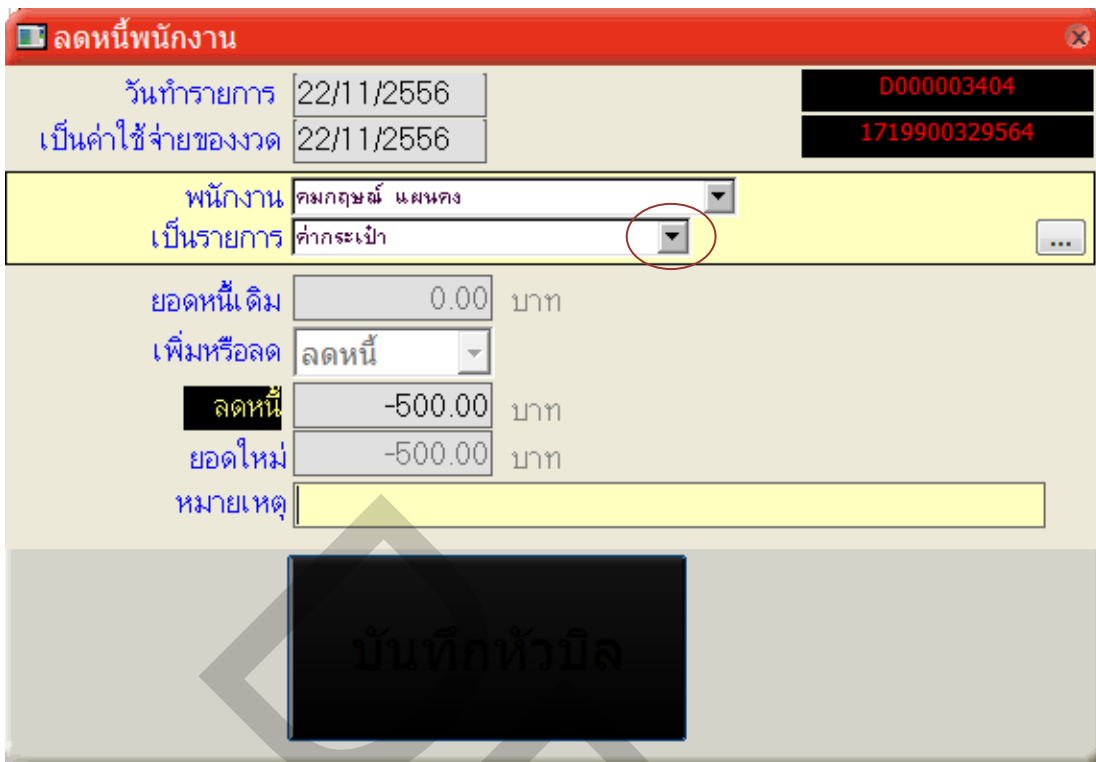 ลดหนี้พนักงาน
วันทำรายการ 22/11/2556 D000003404
เป็นค่าใช้จ่ายของงวด 22/11/2556 1719900329564
พนักงาน คมกฤษณ์ แผนคง
เป็นรายการ ค่ากระเป๋า ...
ยอดหนี้เดิม 0.00 บาท
เพิ่มหรือลด ลดหนี้
ลดหนี้ -500.00 บาท
ยอดใหม่ -500.00 บาท
หมายเหตุ
บันทึกหัวบิล